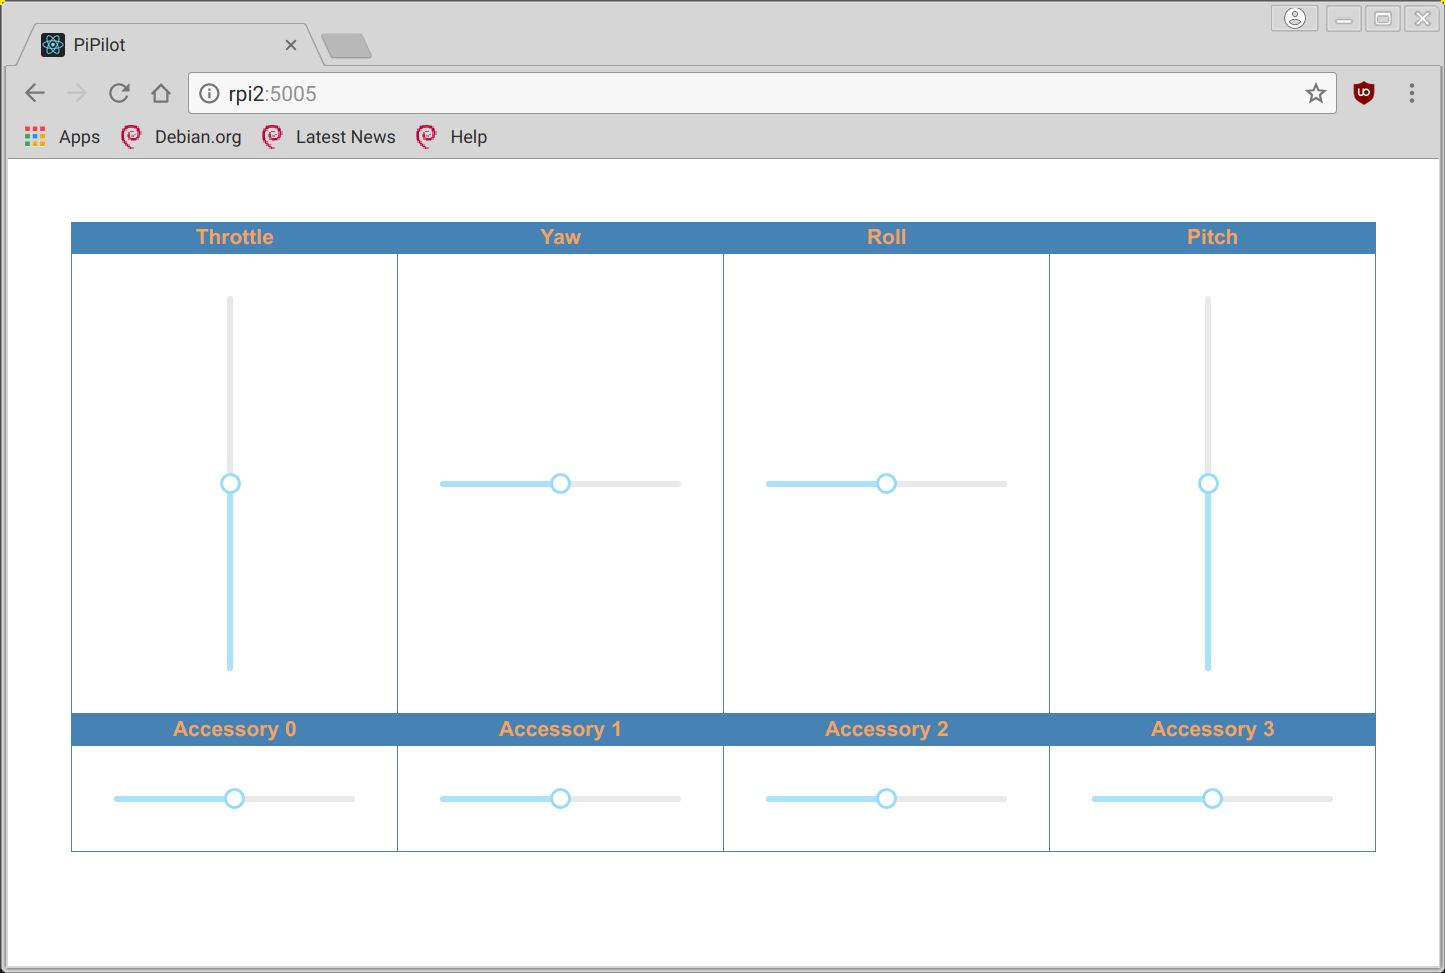 PiPilot
rpi2:5005
Apps Debian.org Latest News Help
Throttle Yaw Roll Pitch
Accessory 0 Accessory 1 Accessory 2 Accessory 3